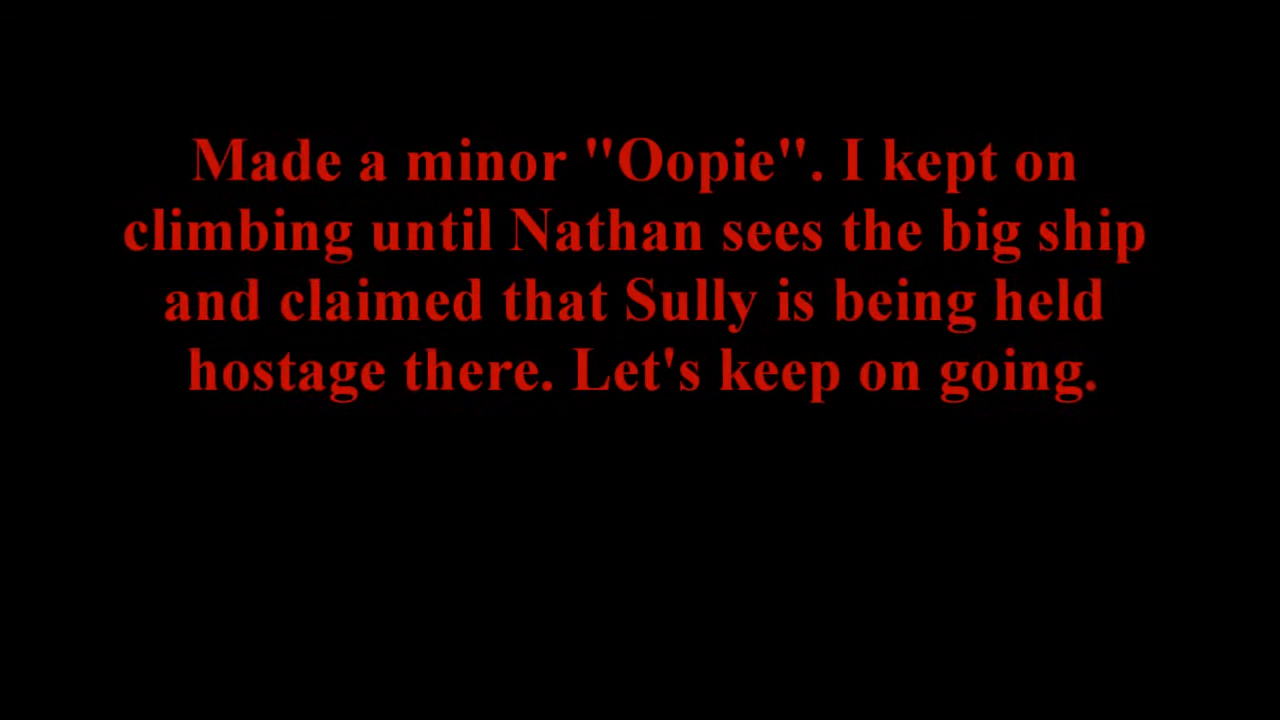 Made a minor "Oopie". I kept on
climbing until Nathan sees the big ship
and claimed that Sully is being held
hostage there. Let's keep on going.